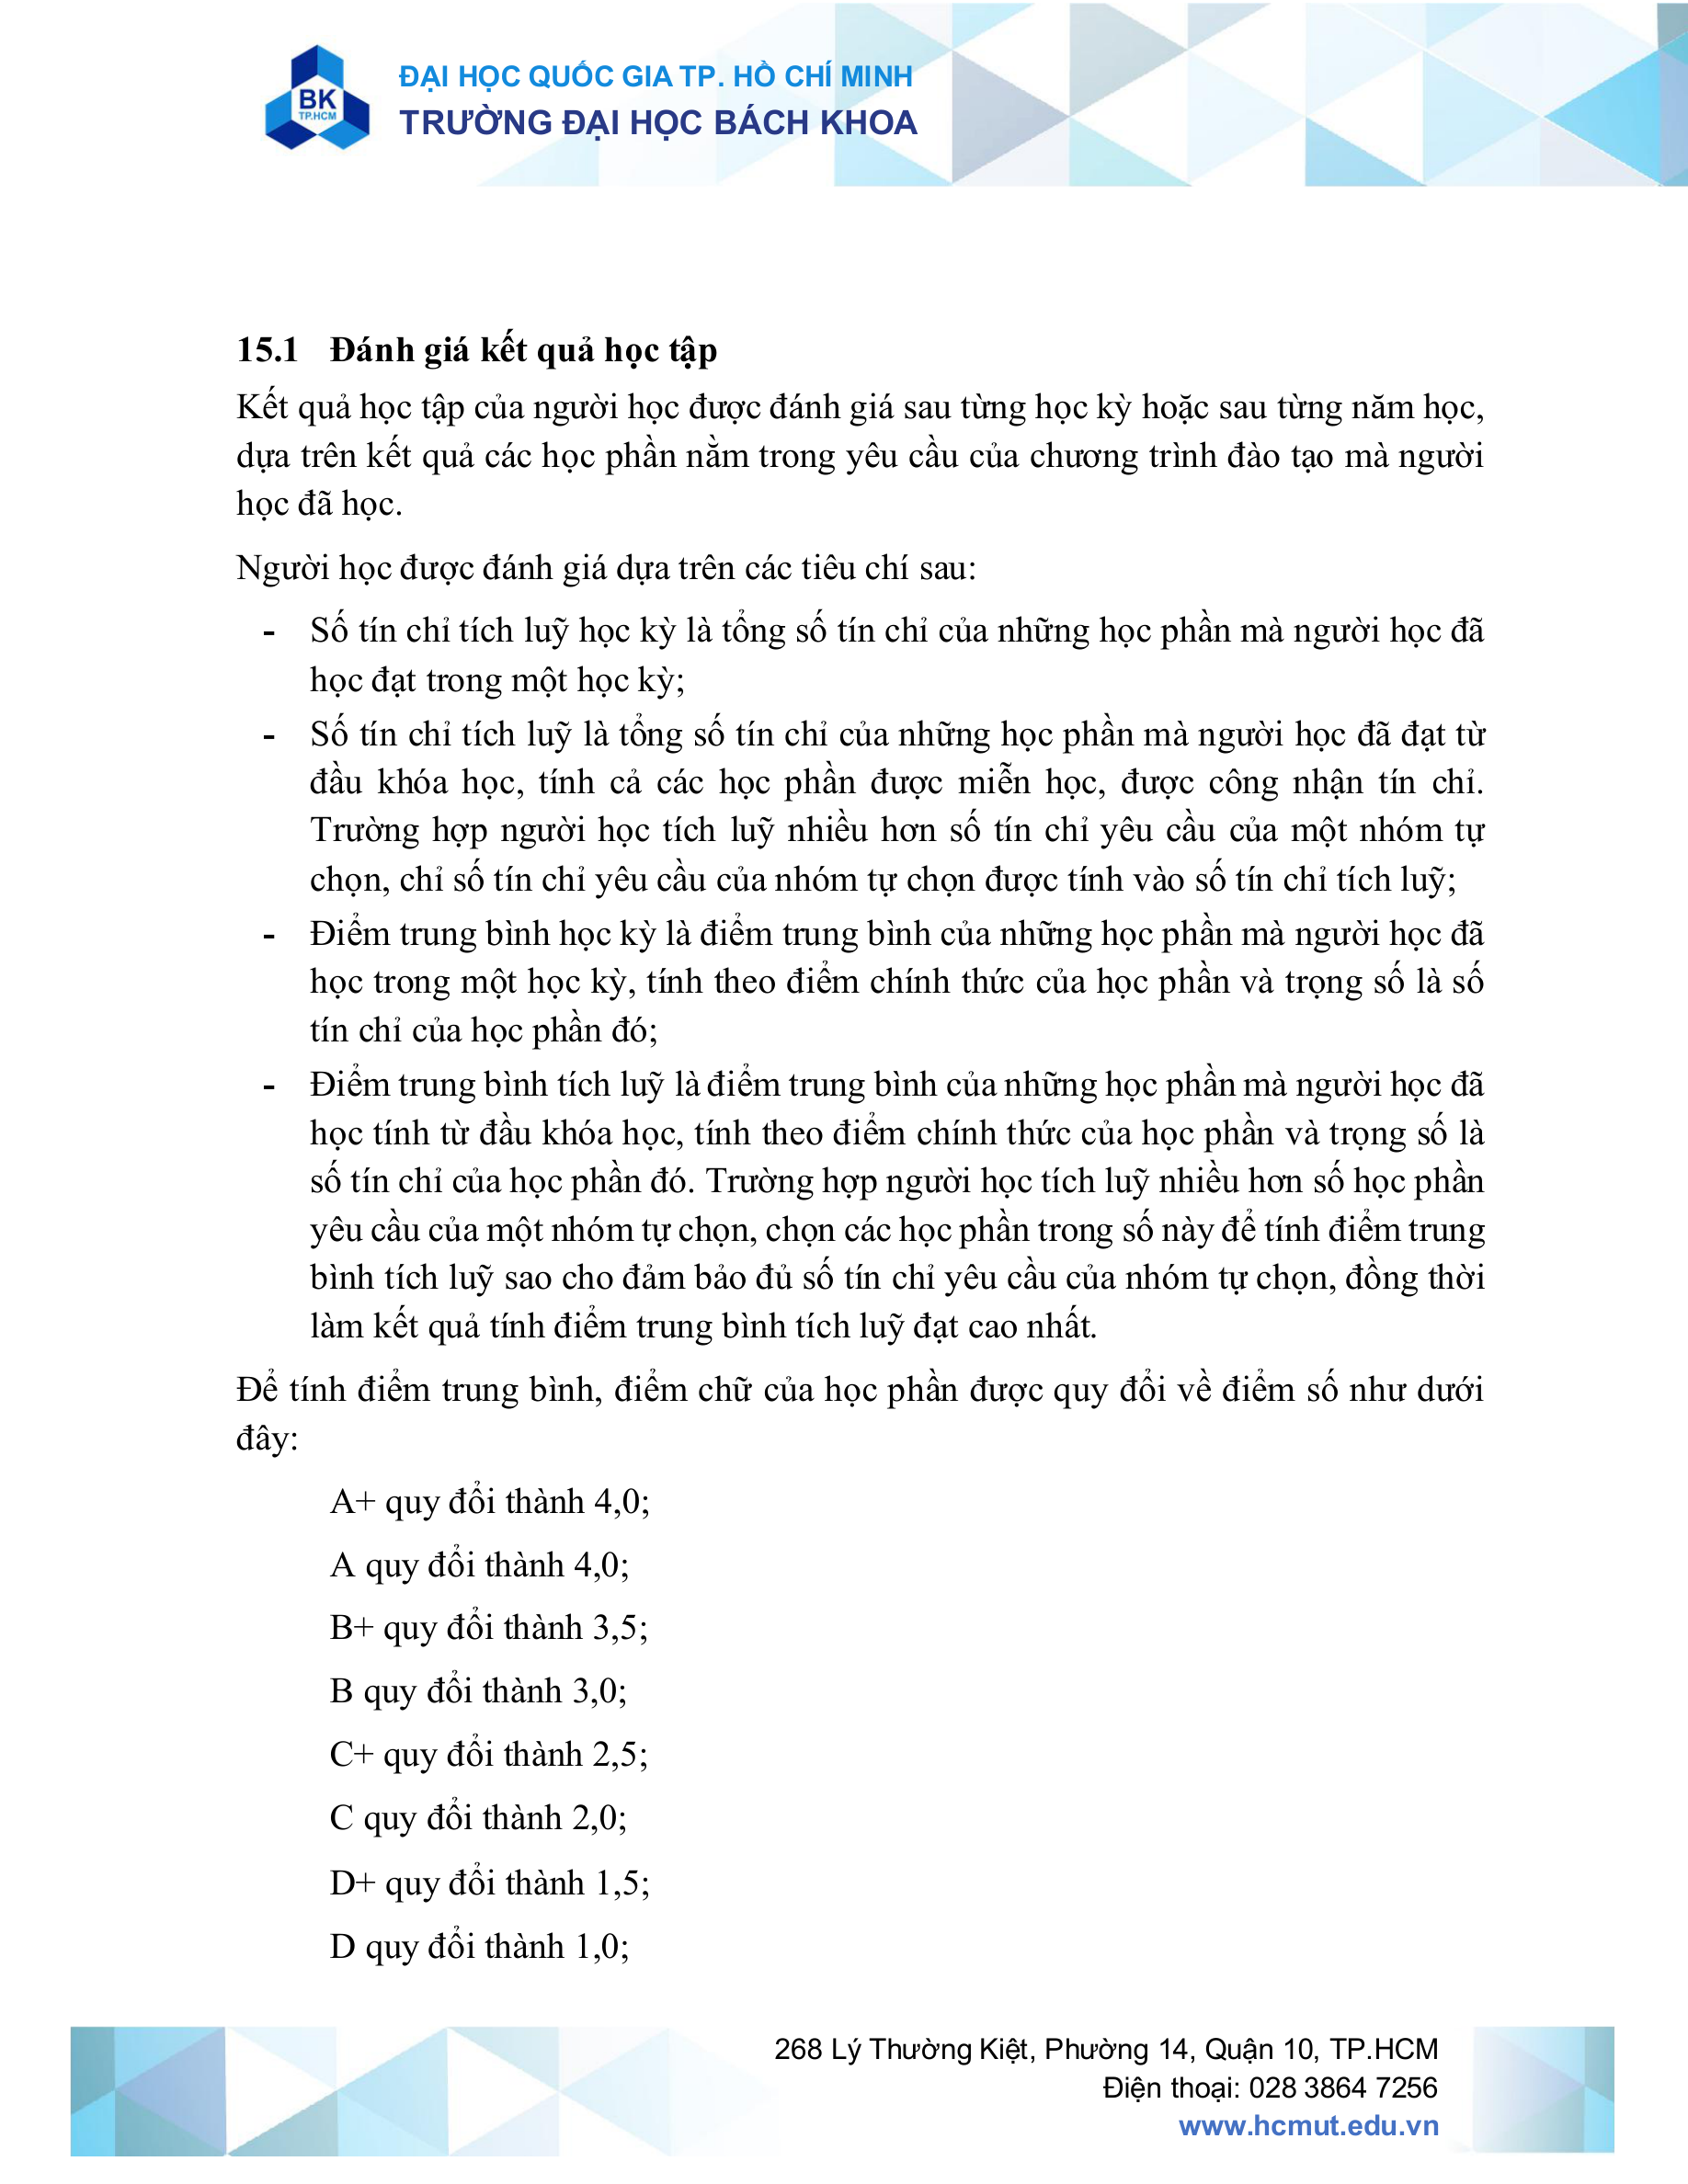 BK
TP.HCM
ĐẠI HỌC QUỐC GIA TP. HỒ CHÍ MINH
TRƯỜNG ĐẠI HỌC BÁCH KHOA
15.1 Đánh giá kết quả học tập
Kết quả học tập của người học được đánh giá sau từng học kỳ hoặc sau từng năm học,
dựa trên kết quả các học phần nằm trong yêu cầu của chương trình đào tạo mà người
học đã học.
Người học được đánh giá dựa trên các tiêu chí sau:
- Số tín chỉ tích luỹ học kỳ là tổng số tín chỉ của những học phần mà người học đã
học đạt trong một học kỳ;
- Số tín chỉ tích luỹ là tổng số tín chỉ của những học phần mà người học đã đạt từ
đầu khóa học, tính cả các học phần được miễn học, được công nhận tín chỉ.
Trường hợp người học tích luỹ nhiều hơn số tín chỉ yêu cầu của một nhóm tự
chọn, chỉ số tín chỉ yêu cầu của nhóm tự chọn được tính vào số tín chỉ tích luỹ;
- Điểm trung bình học kỳ là điểm trung bình của những học phần mà người học đã
học trong một học kỳ, tính theo điểm chính thức của học phần và trọng số là số
tín chỉ của học phần đó;
- Điểm trung bình tích luỹ là điểm trung bình của những học phần mà người học đã
học tính từ đầu khóa học, tính theo điểm chính thức của học phần và trọng số là
số tín chỉ của học phần đó. Trường hợp người học tích luỹ nhiều hơn số học phần
yêu cầu của một nhóm tự chọn, chọn các học phần trong số này để tính điểm trung
bình tích luỹ sao cho đảm bảo đủ số tín chỉ yêu cầu của nhóm tự chọn, đồng thời
làm kết quả tính điểm trung bình tích luỹ đạt cao nhất.
Để tính điểm trung bình, điểm chữ của học phần được quy đổi về điểm số như dưới
đây:
A+ quy đổi thành 4,0;
A quy đổi thành 4,0;
B+ quy đổi thành 3,5;
B quy đổi thành 3,0;
C+ quy đổi thành 2,5;
C quy đổi thành 2,0;
D+ quy đổi thành 1,5;
D quy đổi thành 1,0;
268 Lý Thường Kiệt, Phường 14, Quận 10, TP.HCM
Điện thoại: 028 3864 7256
www.hcmut.edu.vn